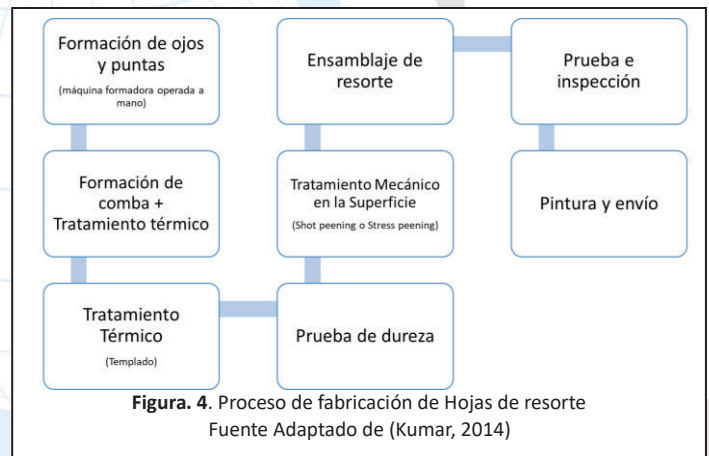 Formación de ojos
y puntas
(máquina formadora operada a
mano)
Formación de
comba +
Tratamiento térmico
Tratamiento
Térmico
(Templado)
Prueba de dureza
Tratamiento Mecánico
en la Superficie
(Shot peening o Stress peening)
Ensamblaje de
resorte
Prueba e
inspección
Pintura y envío
Figura. 4. Proceso de fabricación de Hojas de resorte
Fuente Adaptado de (Kumar, 2014)